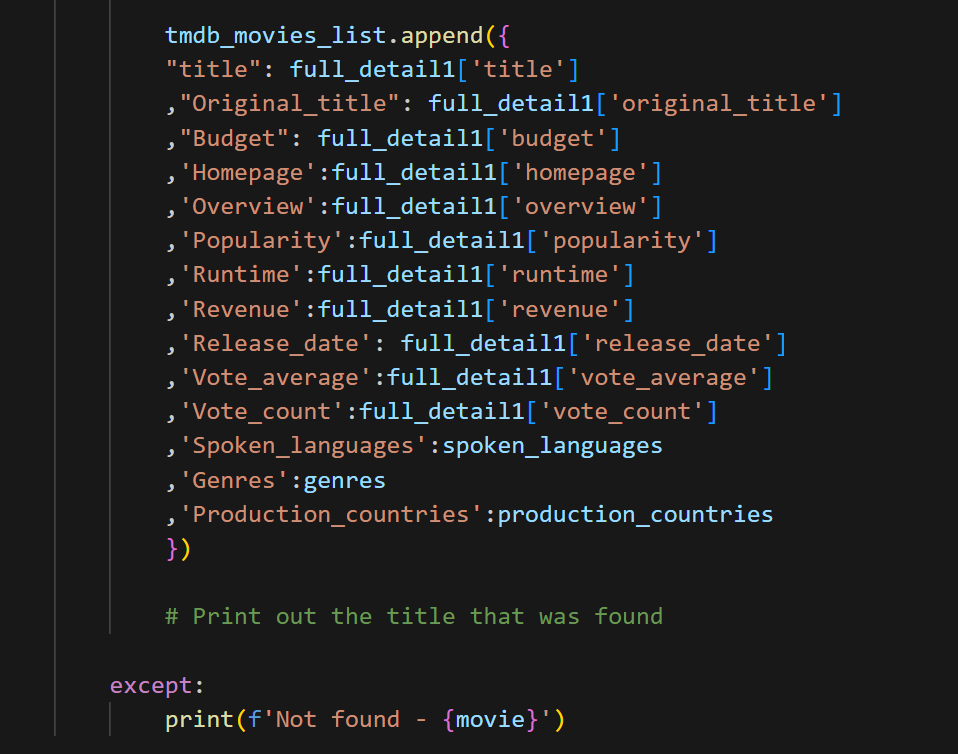 tmdb_movies_list.append({
"title": full_detail1['title']
,"Original_title": full_detail1['original_title']
,"Budget": full_detail1['budget']
,'Homepage':full_detail1['homepage']
,'Overview':full_detail1['overview']
,'Popularity':full_detail1['popularity']
,'Runtime':full_detail1['runtime']
,'Revenue':full_detail1['revenue']
,'Release_date': full_detail1['release_date']
,'Vote_average':full_detail1['vote_average']
,'Vote_count':full_detail1['vote_count']
,'Spoken_languages':spoken_languages
,'Genres':genres
,'Production_countries':production_countries
})
# Print out the title that was found
except:
print(f'Not found - {movie}')